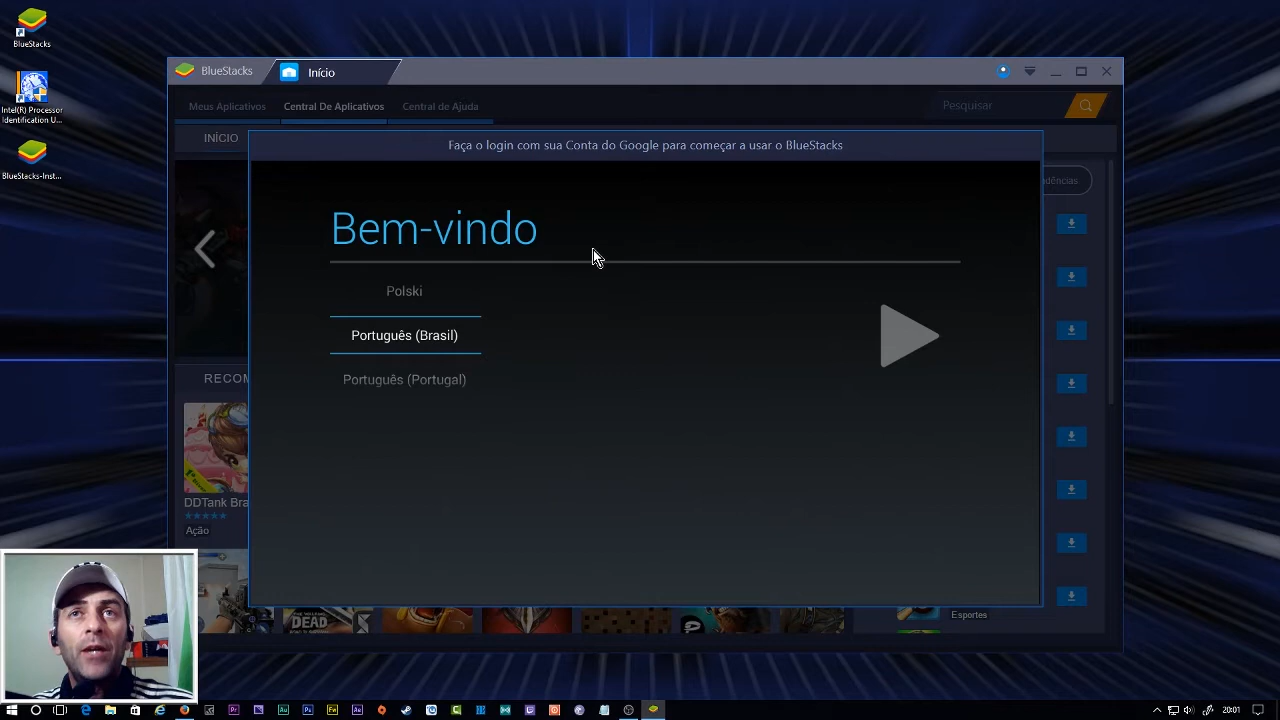 BlueStacks
Intel(R) Processor
Identification U...
BlueStacks-Inst...
BlueStacks
Início
Meus Aplicativos
Central De Aplicativos
Central de Ajuda
Pesquisar
INÍCIO
Faça o login com sua Conta do Google para começar a usar o BlueStacks
dências
Bem-vindo
Polski
Português (Brasil)
Português (Portugal)
RECOM
DDTank Bra
Ação
DEAD
Esportes
20:01